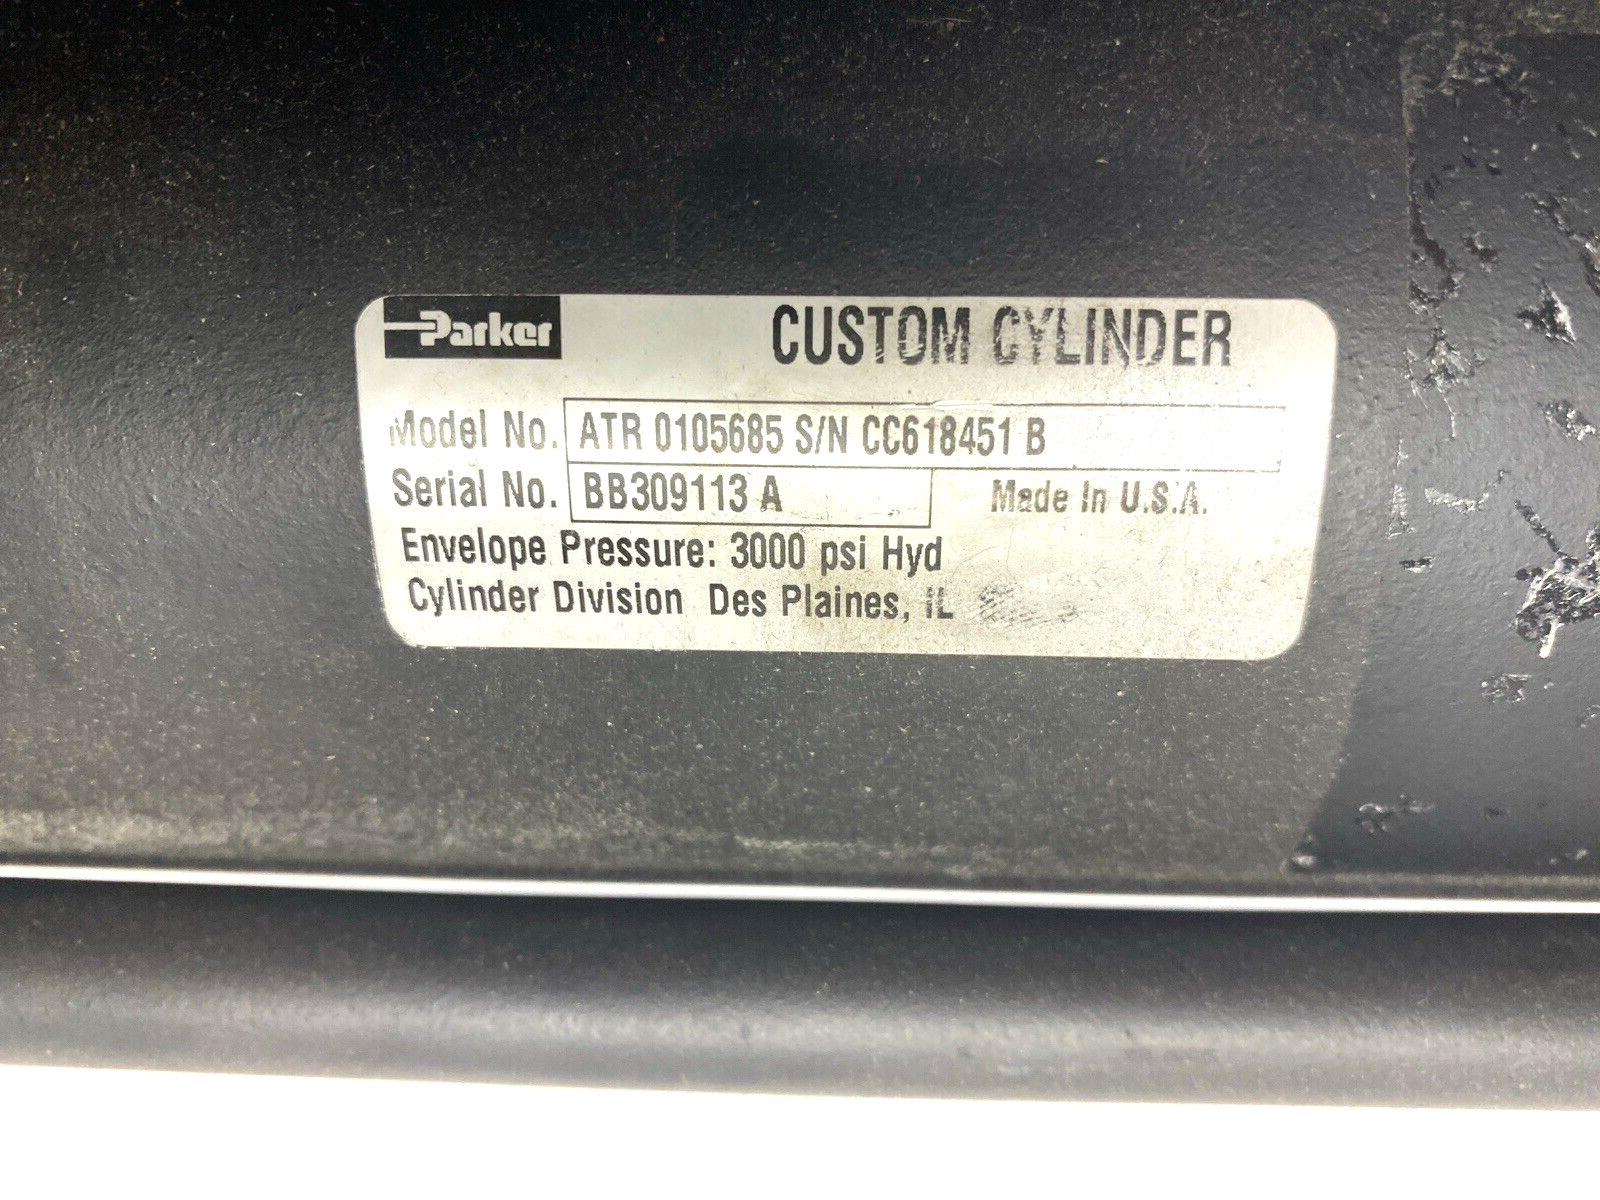 Parker CUSTOM CYLINDER
Model No. ATR 0105685 S/N CC618451 B
Serial No. BB309113 A Made In U.S.A.
Envelope Pressure: 3000 psi Hyd
Cylinder Division Des Plaines, IL